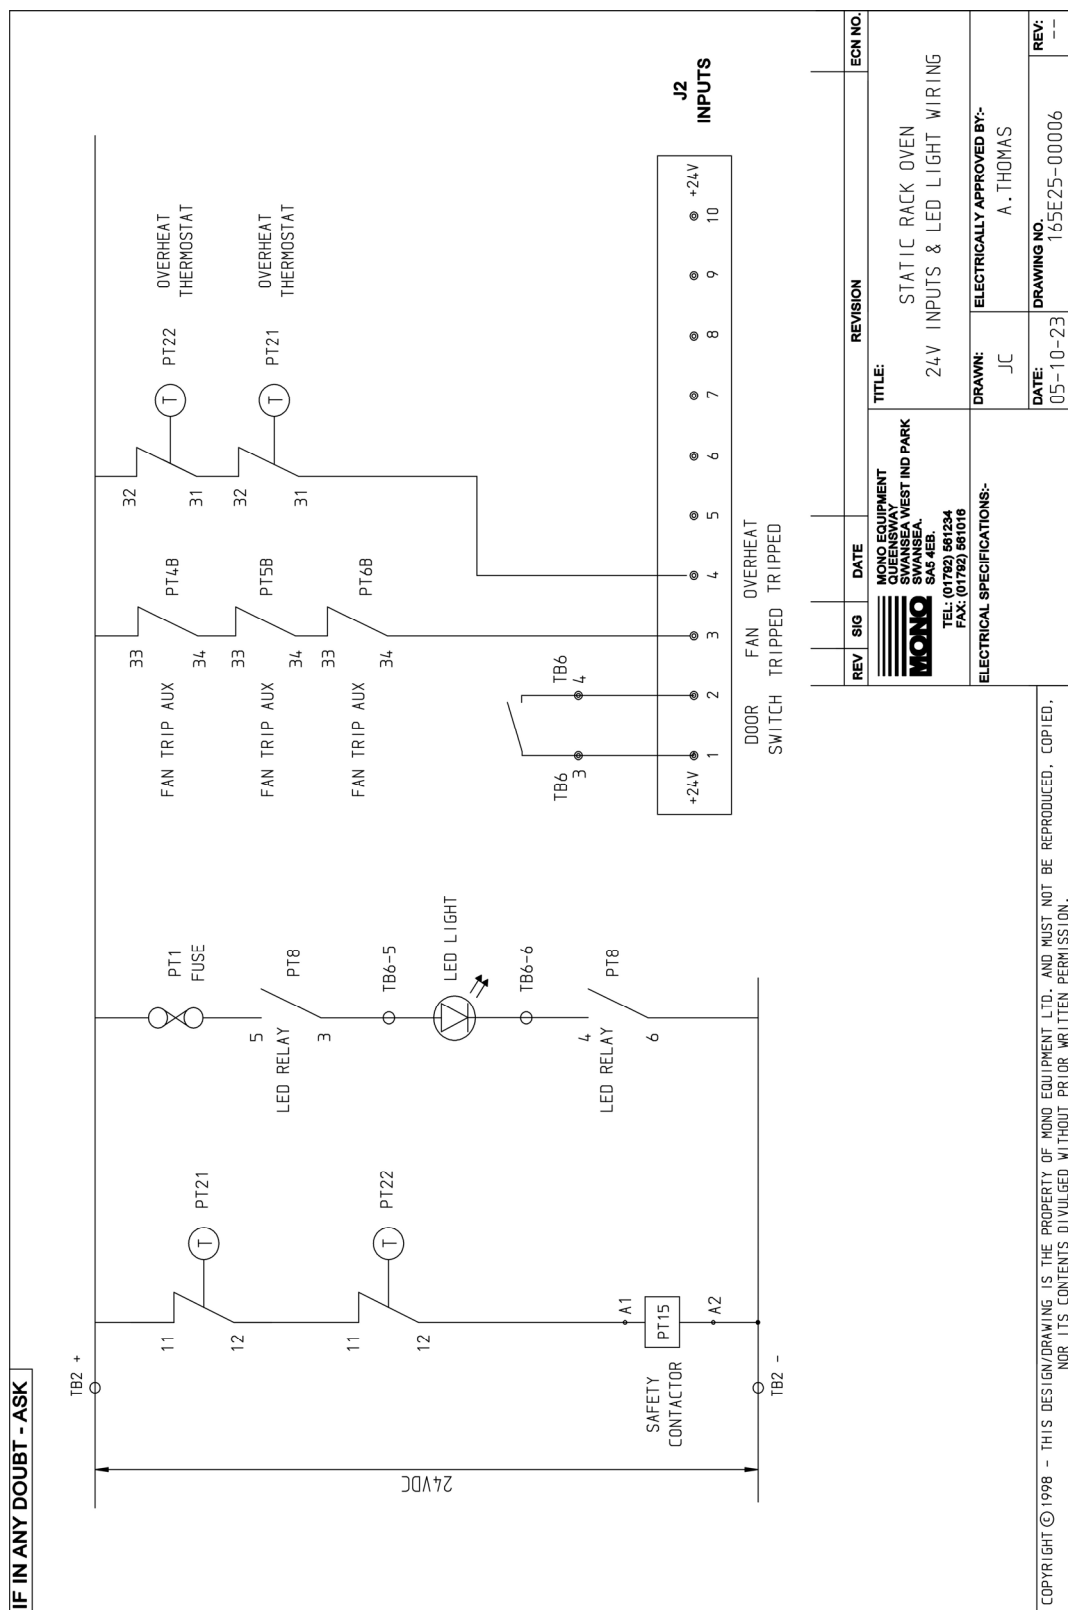 IF IN ANY DOUBT - ASK
TB2 +
24VDC
TB2 -
11
12
PT21
11
12
PT22
SAFETY
CONTACTOR
A1
PT15
A2
PT1
FUSE
5
3
PT8
LED RELAY
TB6-5
LED LIGHT
TB6-6
4
6
PT8
LED RELAY
33
34
PT4B
FAN TRIP AUX
33
34
PT5B
FAN TRIP AUX
33
34
PT6B
FAN TRIP AUX
32
31
PT22
OVERHEAT
THERMOSTAT
32
31
PT21
OVERHEAT
THERMOSTAT
TB6
3
TB6
4
J2
INPUTS
+24V
+24V
1 2 3 4 5 6 7 8 9 10
DOOR FAN OVERHEAT
SWITCH TRIPPED TRIPPED
REV SIG DATE REVISION ECN NO.
MONO
MONO EQUIPMENT
QUEENSWAY
SWANSEA WEST IND PARK
SWANSEA.
SA5 4EB.
TEL: (01792) 561234
FAX: (01792) 561016
TITLE:
STATIC RACK OVEN
24V INPUTS & LED LIGHT WIRING
ELECTRICAL SPECIFICATIONS:-
DRAWN:
JC
ELECTRICALLY APPROVED BY:-
A.THOMAS
DATE:
05-10-23
DRAWING NO.
165E25-00006
REV:
--
COPYRIGHT © 1998 - THIS DESIGN/DRAWING IS THE PROPERTY OF MONO EQUIPMENT LTD. AND MUST NOT BE REPRODUCED, COPIED,
NOR ITS CONTENTS DIVULGED WITHOUT PRIOR WRITTEN PERMISSION.